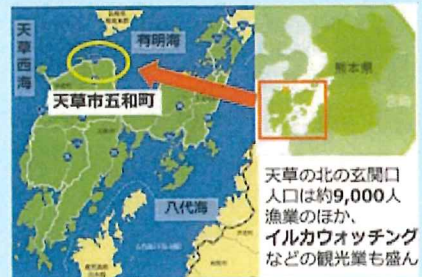 天草西海
有明海
天草市五和町
八代海
熊本県
宮崎
天草の北の玄関口
人口は約9,000人
漁業のほか、
イルカウォッチング
などの観光業も盛ん